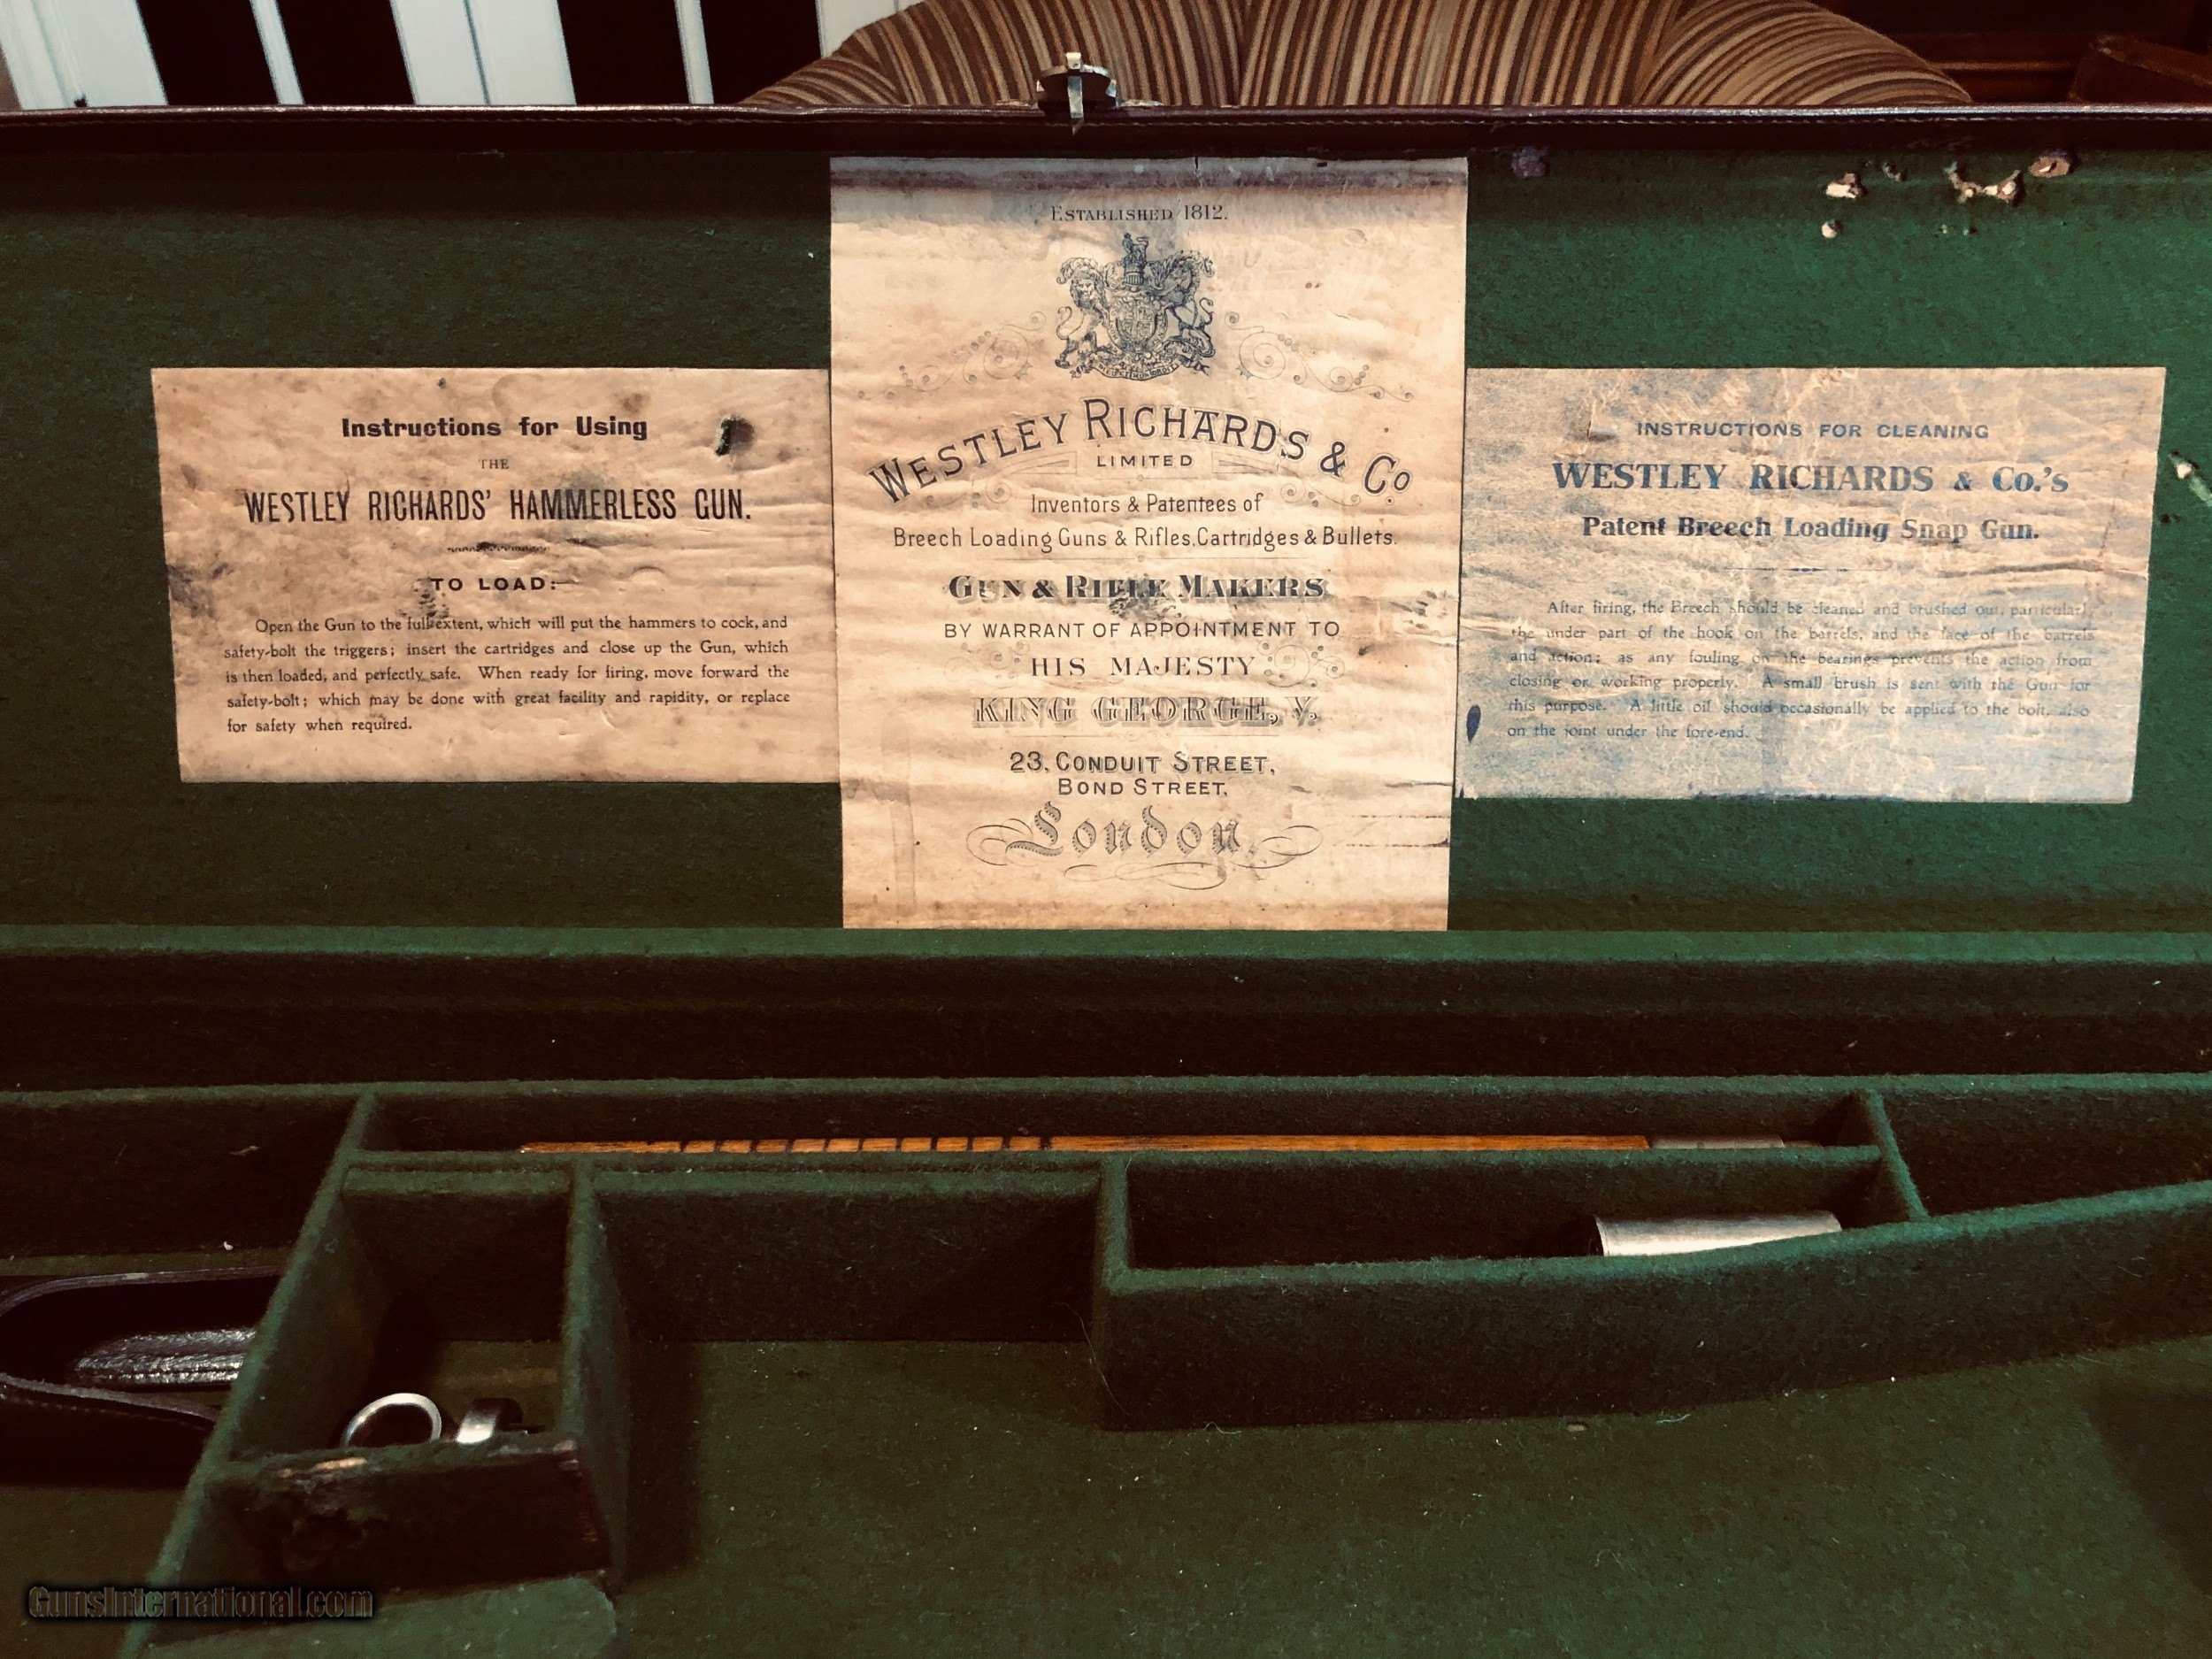 Instructions for Using
THE
WESTLEY RICHARDS' HAMMERLESS GUN.
TO LOAD:—
Open the Gun to the full extent, which will put the hammers to cock, and
safety-bolt the triggers; insert the cartridges and close up the Gun, which
is then loaded, and perfectly safe. When ready for firing, move forward the
safety-bolt; which may be done with great facility and rapidity, or replace
for safety when required.
ESTABLISHED 1812.
WESTLEY RICHARDS & Co
LIMITED
Inventors & Patentees of
Breech Loading Guns & Rifles, Cartridges & Bullets.
GUN & RIFLE MAKERS
BY WARRANT OF APPOINTMENT TO
HIS MAJESTY
KING GEORGE, V.
23, CONDUIT STREET,
BOND STREET,
London.
INSTRUCTIONS FOR CLEANING
WESTLEY RICHARDS & Co.'s
Patent Breech Loading Snap Gun.
After firing, the Breech should be cleaned and brushed out, particularly
the under part of the hook on the barrels, and the face of the barrels
and action; as any fouling on the bearings prevents the action from
closing or working properly. A small brush is sent with the Gun for
this purpose. A little oil should occasionally be applied to the bolt, also
on the joint under the fore-end.
GunsInternational.com